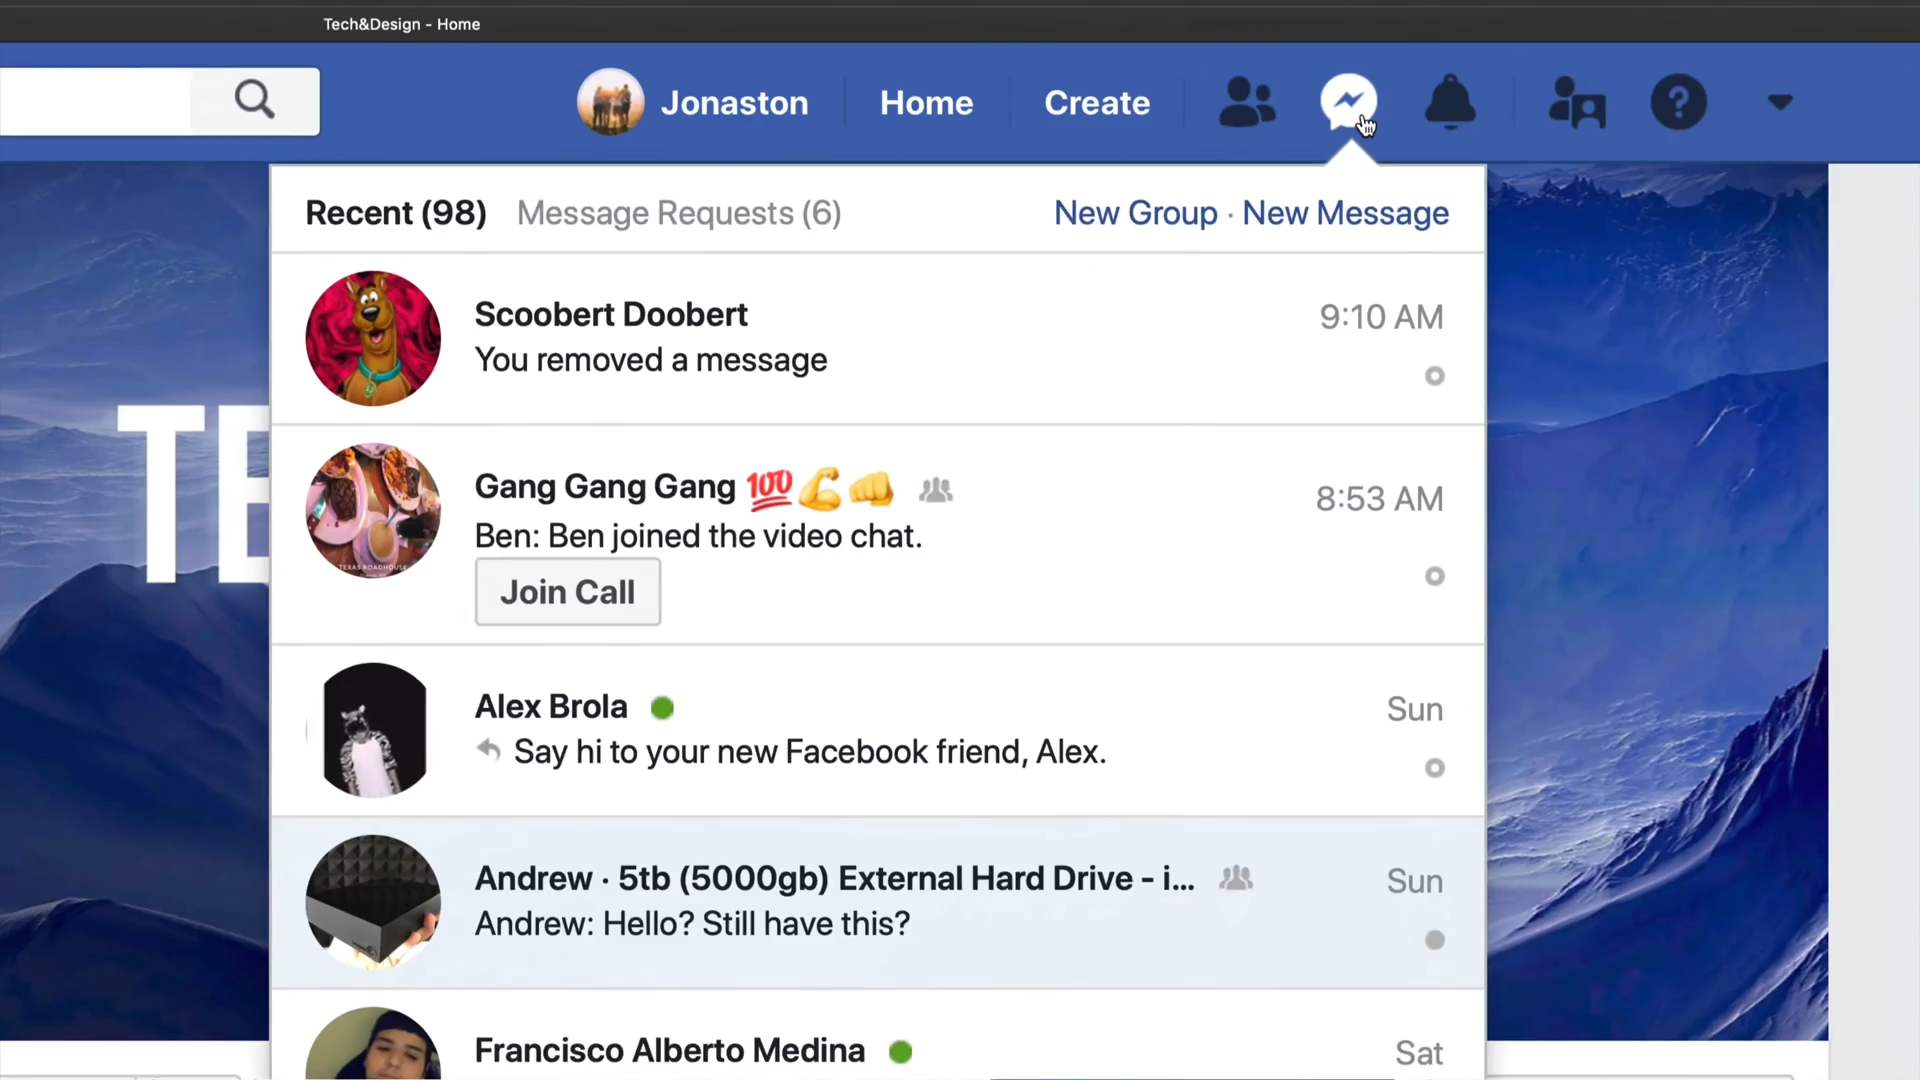 Tech&Design - Home
Jonaston Home Create
Recent (98) Message Requests (6) New Group · New Message
Scoobert Doobert 9:10 AM
You removed a message
TE
Gang Gang Gang 💯💪👊 8:53 AM
Ben: Ben joined the video chat.
TEXAS ROADHOUSE
Join Call
Alex Brola Sun
Say hi to your new Facebook friend, Alex.
Andrew · 5tb (5000gb) External Hard Drive - i... Sun
Andrew: Hello? Still have this?
Francisco Alberto Medina Sat